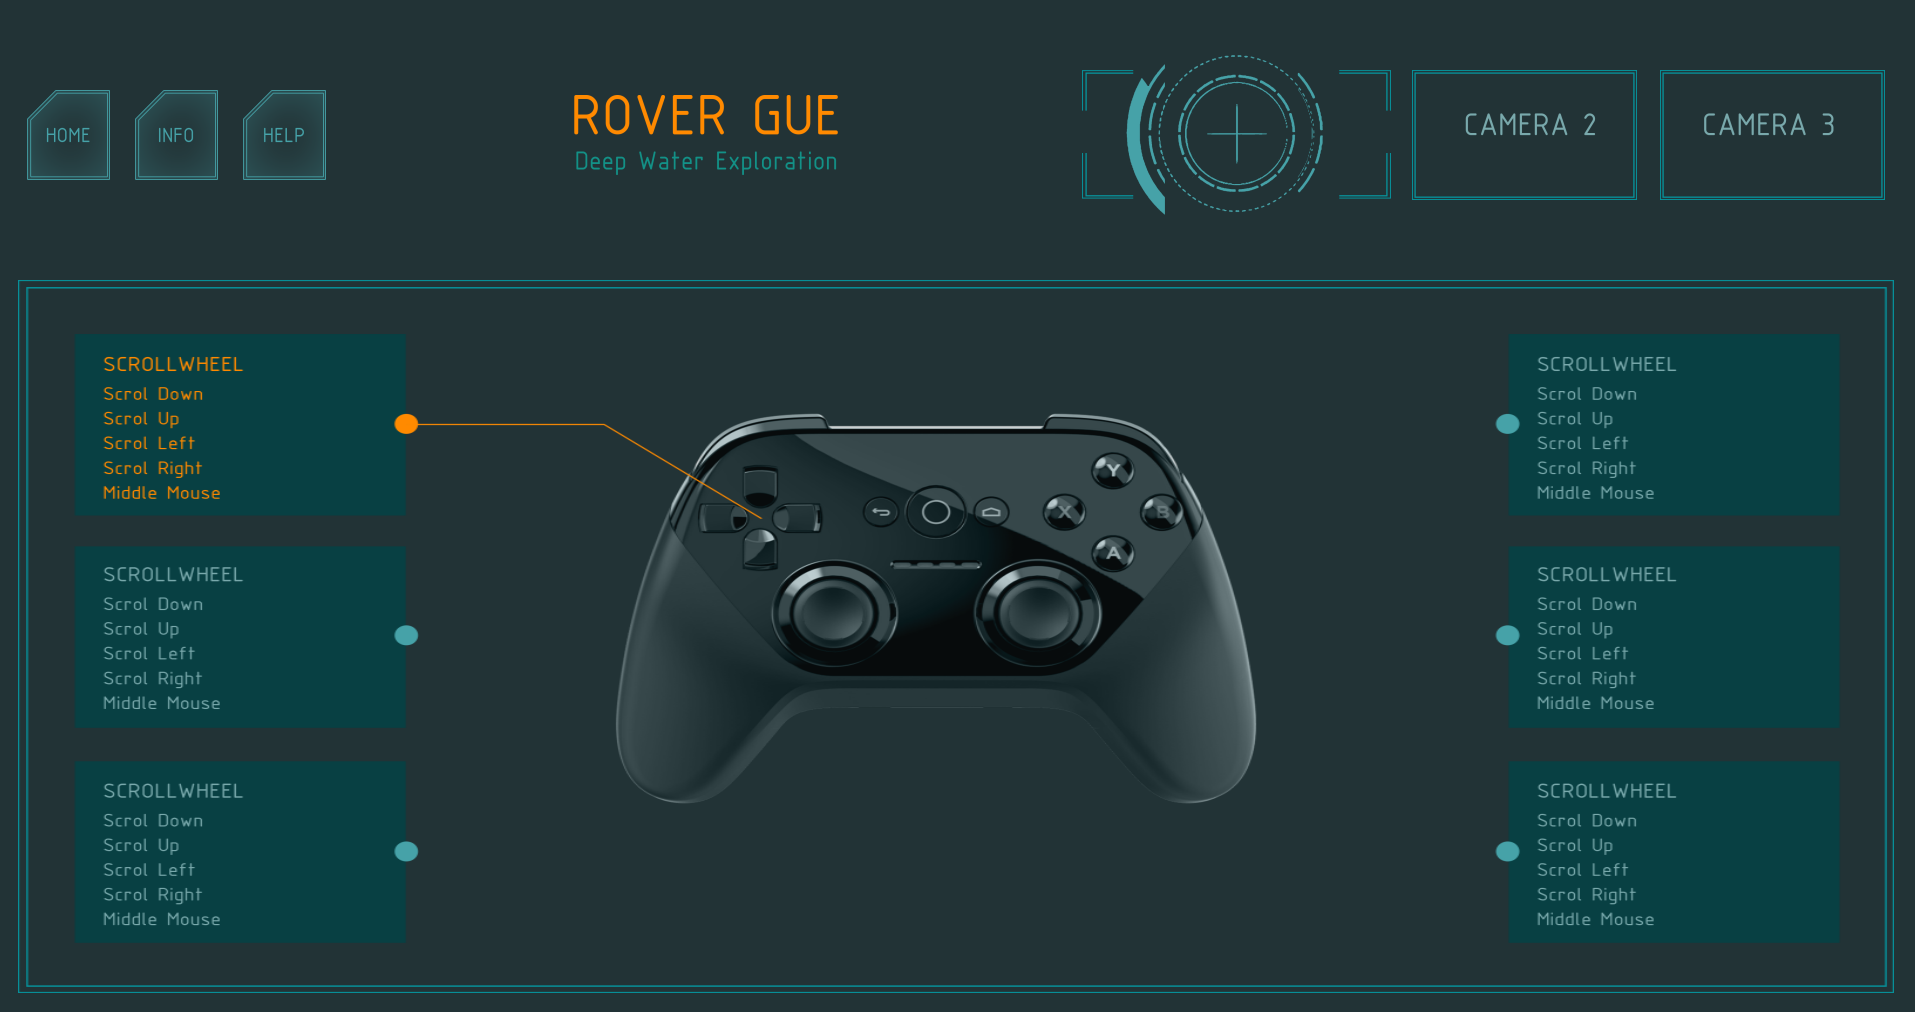 HOME
INFO
HELP
ROVER GUE
Deep Water Exploration
CAMERA 2
CAMERA 3
SCROLLWHEEL
Scrol Down
Scrol Up
Scrol Left
Scrol Right
Middle Mouse
SCROLLWHEEL
Scrol Down
Scrol Up
Scrol Left
Scrol Right
Middle Mouse
SCROLLWHEEL
Scrol Down
Scrol Up
Scrol Left
Scrol Right
Middle Mouse
Y
X
B
A
SCROLLWHEEL
Scrol Down
Scrol Up
Scrol Left
Scrol Right
Middle Mouse
SCROLLWHEEL
Scrol Down
Scrol Up
Scrol Left
Scrol Right
Middle Mouse
SCROLLWHEEL
Scrol Down
Scrol Up
Scrol Left
Scrol Right
Middle Mouse